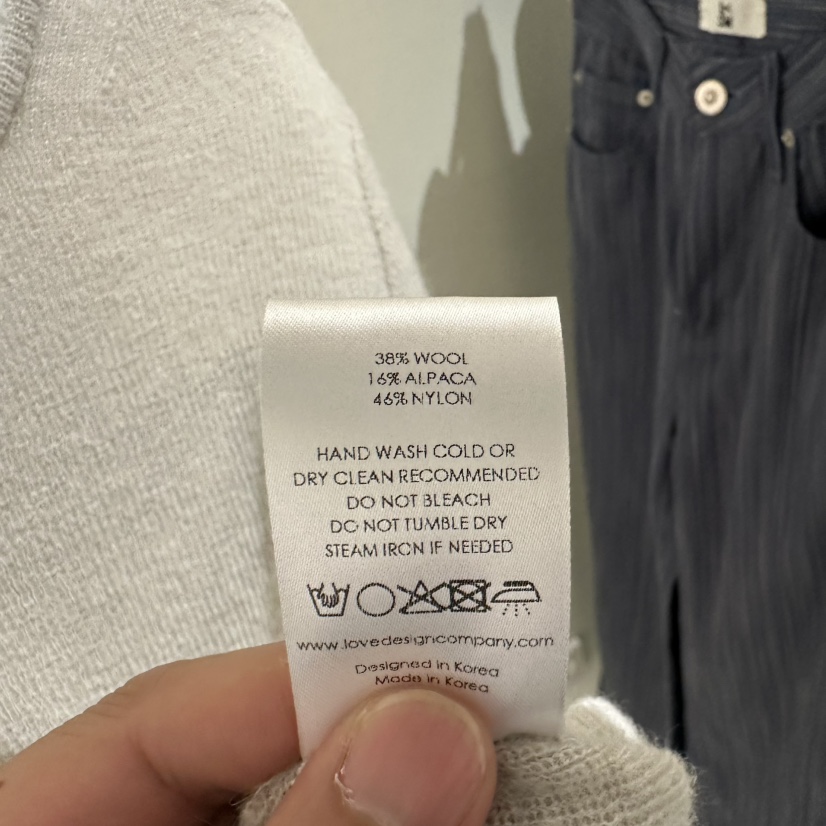 38% WOOL
16% ALPACA
46% NYLON
HAND WASH COLD OR
DRY CLEAN RECOMMENDED
DO NOT BLEACH
DO NOT TUMBLE DRY
STEAM IRON IF NEEDED
www.lovedesigncompany.com
Designed in Korea
Made in Korea